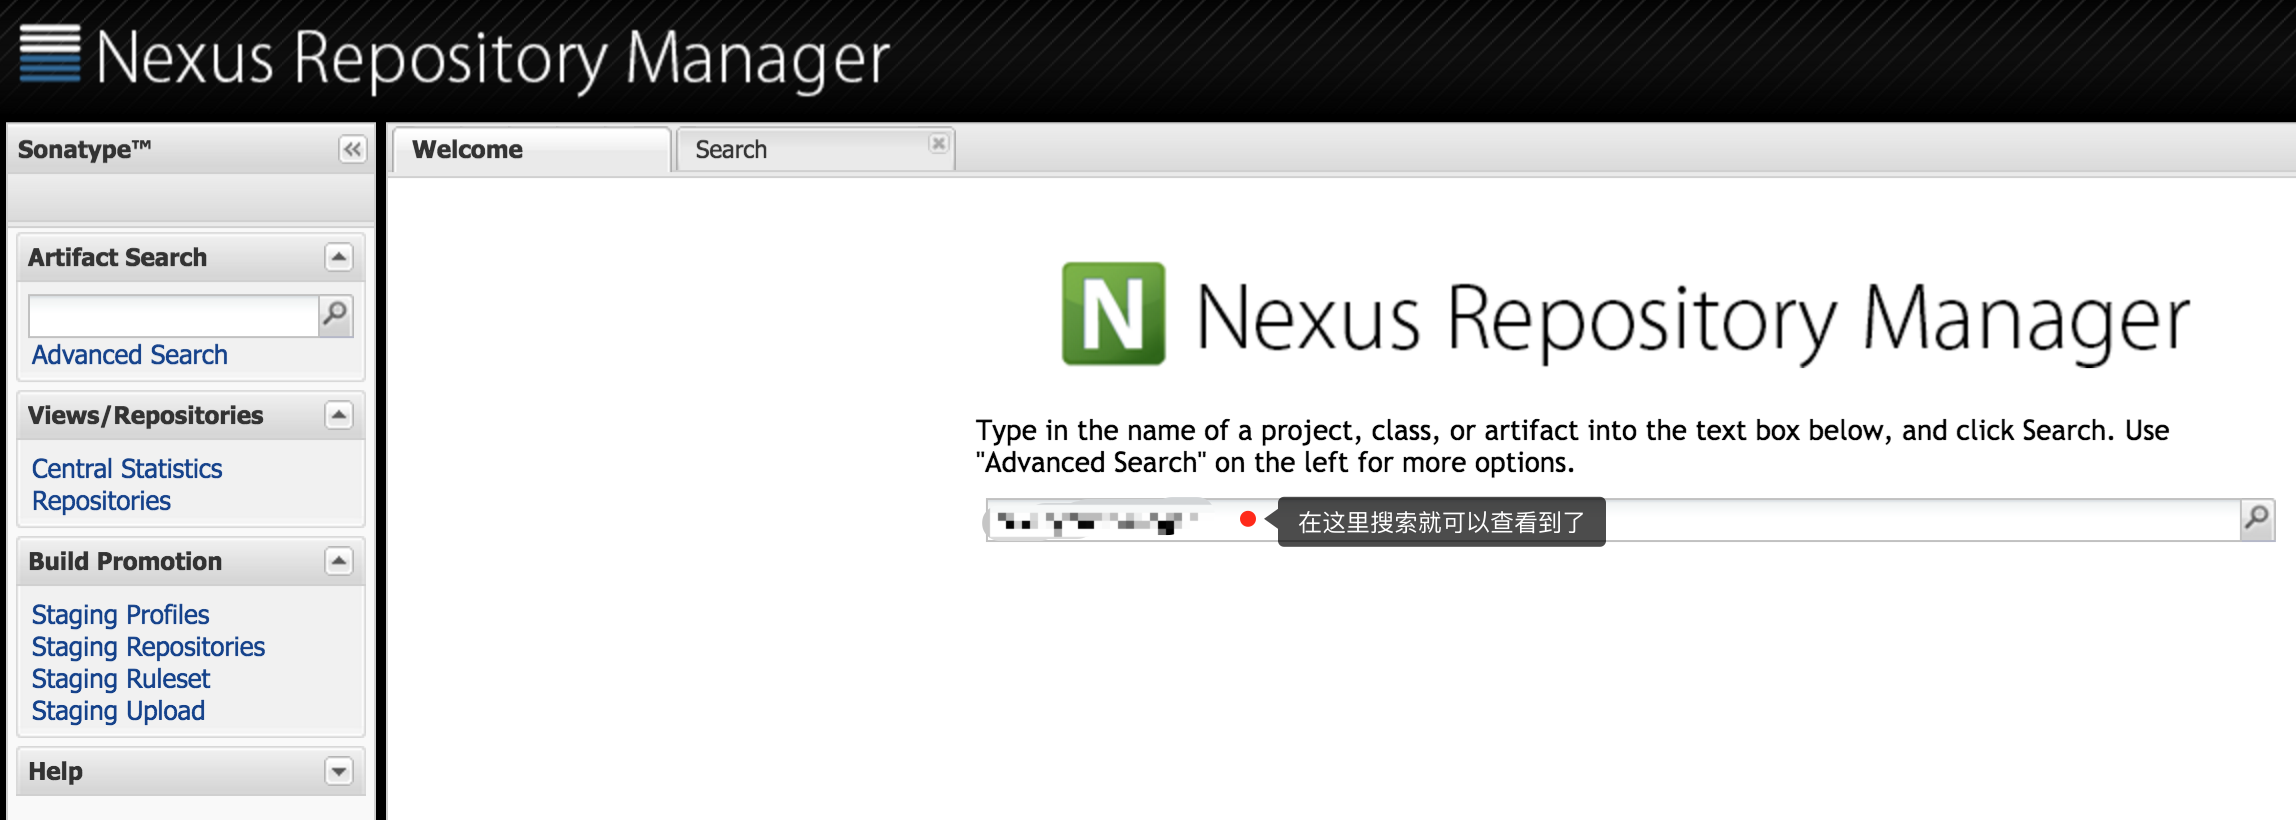 Nexus Repository Manager
Sonatype™
Welcome
Search
Artifact Search
Advanced Search
Views/Repositories
Central Statistics
Repositories
Build Promotion
Staging Profiles
Staging Repositories
Staging Ruleset
Staging Upload
Help
N Nexus Repository Manager
Type in the name of a project, class, or artifact into the text box below, and click Search. Use
"Advanced Search" on the left for more options.
在这里搜索就可以查看到了